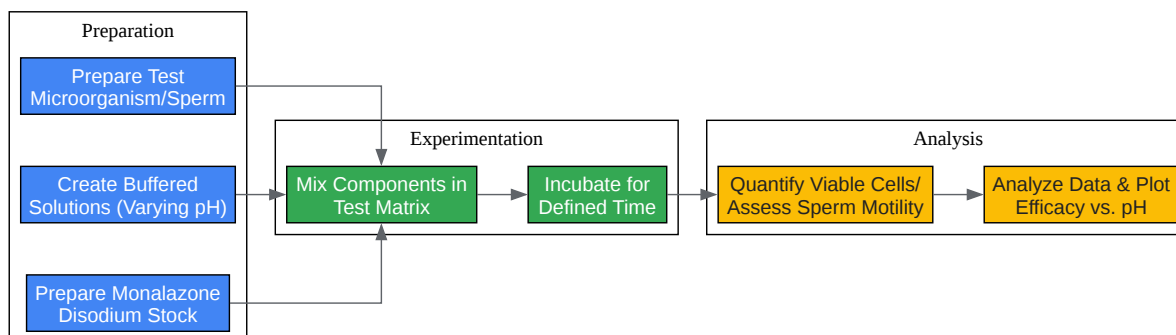 Preparation
Prepare Test
Microorganism/Sperm
Create Buffered
Solutions (Varying pH)
Prepare Monalazone
Disodium Stock
Experimentation
Mix Components in
Test Matrix
Incubate for
Defined Time
Analysis
Quantify Viable Cells/
Assess Sperm Motility
Analyze Data & Plot
Efficacy vs. pH